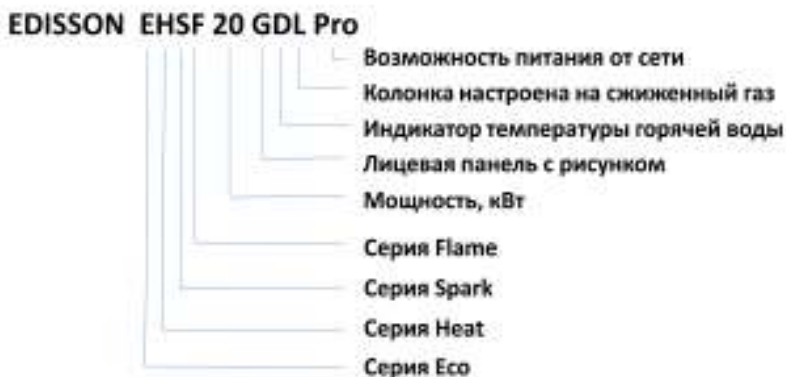 EDISSON EHSF 20 GDL Pro
Возможность питания от сети
Колонка настроена на сжиженный газ
Индикатор температуры горячей воды
Лицевая панель с рисунком
Мощность, кВт
Серия Flame
Серия Spark
Серия Heat
Серия Eco